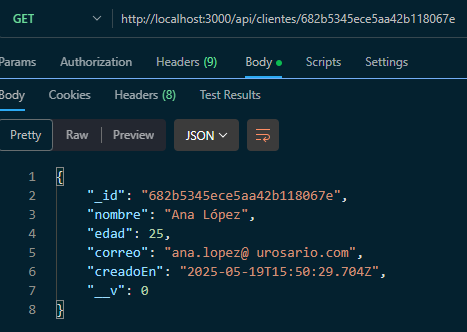 GET http://localhost:3000/api/clientes/682b5345ece5aa42b118067e
Params Authorization Headers (9) Body Scripts Settings
Body Cookies Headers (8) Test Results
Pretty Raw Preview JSON
1 {
2 "_id": "682b5345ece5aa42b118067e",
3 "nombre": "Ana López",
4 "edad": 25,
5 "correo": "ana.lopez@ urosario.com",
6 "creadoEn": "2025-05-19T15:50:29.704Z",
7 "__v": 0
8 }